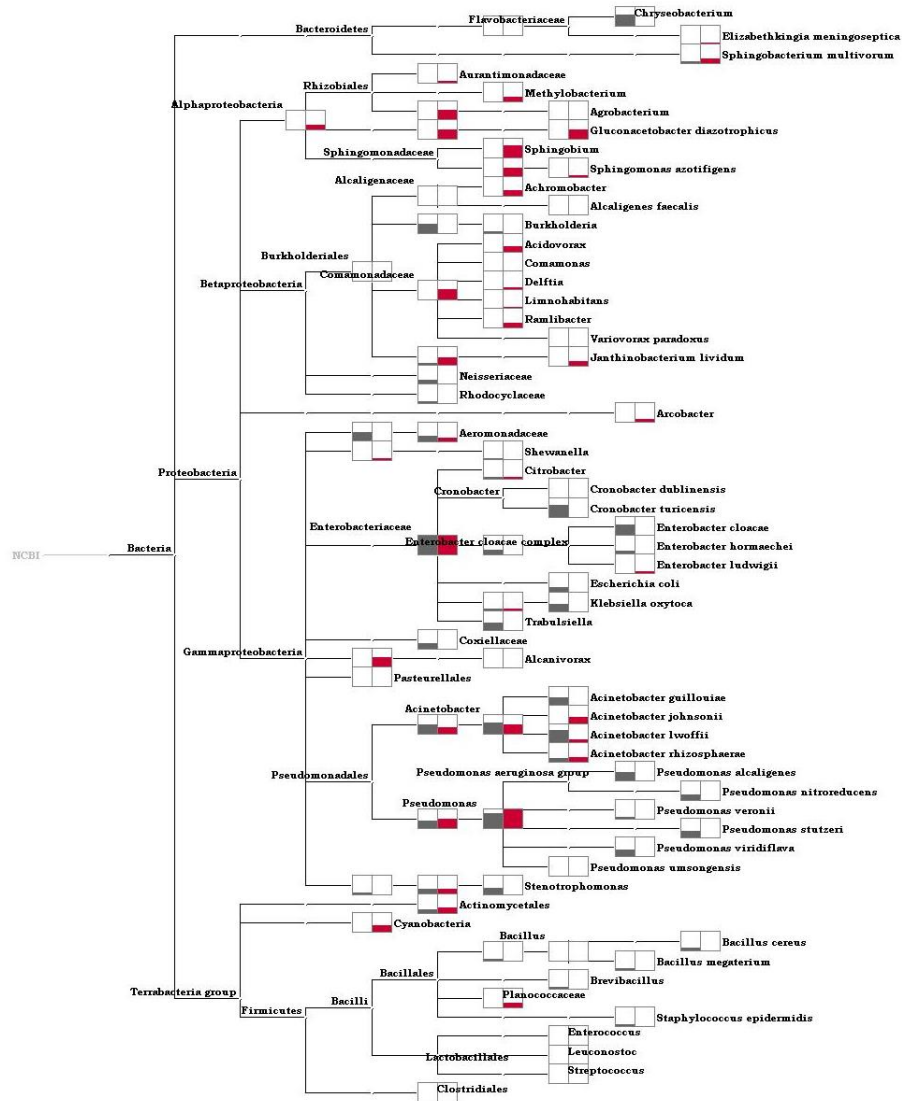 Chryseobacterium
Flavobacteriaceae
Bacteroidetes
Elizabethkingia meningoseptica
Sphingobacterium multivorum
Aurantimonadaceae
Rhizobiales
Methylobacterium
Alphaproteobacteria
Agrobacterium
Gluconacetobacter diazotrophicus
Sphingomonadaceae
Sphingobium
Sphingomonas azotifigens
Alcaligenaceae
Achromobacter
Alcaligenes faecalis
Burkholderia
Acidovorax
Burkholderiales
Comamonas
Comamonadaceae
Betaproteobacteria
Delftia
Limnohabitans
Ramlibacter
Variovorax paradoxus
Janthinobacterium lividum
Neisseriaceae
Rhodocyclaceae
Arcobacter
Aeromonadaceae
Shewanella
Proteobacteria
Citrobacter
Cronobacter
Cronobacter dublinensis
Cronobacter turicensis
Enterobacteriaceae
Enterobacter cloacae
Enterobacter cloacae complex
Enterobacter hormaechei
NCBI
Bacteria
Enterobacter ludwigii
Escherichia coli
Klebsiella oxytoca
Trabulsiella
Coxiellaceae
Gammaproteobacteria
Alcanivorax
Pasteurellales
Acinetobacter guillouiae
Acinetobacter
Acinetobacter johnsonii
Acinetobacter lwoffii
Acinetobacter rhizosphaerae
Pseudomonadales
Pseudomonas aeruginosa group
Pseudomonas alcaligenes
Pseudomonas nitroreducens
Pseudomonas
Pseudomonas veronii
Pseudomonas stutzeri
Pseudomonas viridiflava
Pseudomonas umsongensis
Stenotrophomonas
Actinomycetales
Cyanobacteria
Bacillus
Bacillus cereus
Bacillus megaterium
Bacillales
Brevibacillus
Terrabacteria group
Planococcaceae
Firmicutes
Bacilli
Staphylococcus epidermidis
Enterococcus
Lactobacillales
Leuconostoc
Streptococcus
Clostridiales